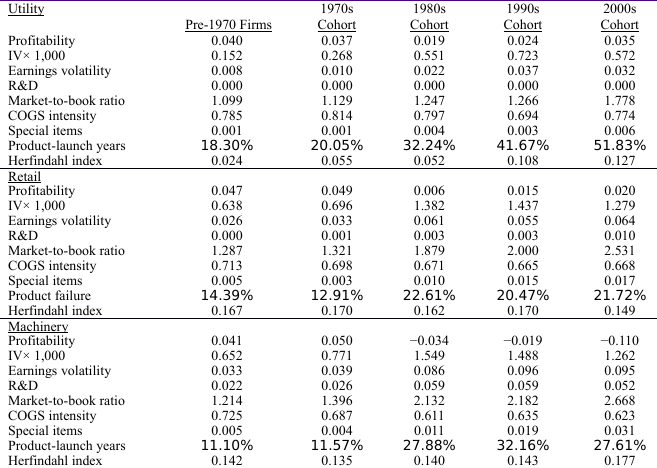 Utility 1970s 1980s 1990s 2000s
Pre-1970 Firms Cohort Cohort Cohort Cohort
Profitability 0.040 0.037 0.019 0.024 0.035
IV× 1,000 0.152 0.268 0.551 0.723 0.572
Earnings volatility 0.008 0.010 0.022 0.037 0.032
R&D 0.000 0.000 0.000 0.000 0.000
Market-to-book ratio 1.099 1.129 1.247 1.266 1.778
COGS intensity 0.785 0.814 0.797 0.694 0.774
Special items 0.001 0.001 0.004 0.003 0.006
Product-launch years 18.30% 20.05% 32.24% 41.67% 51.83%
Herfindahl index 0.024 0.055 0.052 0.108 0.127
Retail
Profitability 0.047 0.049 0.006 0.015 0.020
IV× 1,000 0.638 0.696 1.382 1.437 1.279
Earnings volatility 0.026 0.033 0.061 0.055 0.064
R&D 0.000 0.001 0.003 0.003 0.010
Market-to-book ratio 1.287 1.321 1.879 2.000 2.531
COGS intensity 0.713 0.698 0.671 0.665 0.668
Special items 0.005 0.003 0.010 0.015 0.017
Product failure 14.39% 12.91% 22.61% 20.47% 21.72%
Herfindahl index 0.167 0.170 0.162 0.170 0.149
Machinery
Profitability 0.041 0.050 −0.034 −0.019 −0.110
IV× 1,000 0.652 0.771 1.549 1.488 1.262
Earnings volatility 0.033 0.039 0.086 0.096 0.095
R&D 0.022 0.026 0.059 0.059 0.052
Market-to-book ratio 1.214 1.396 2.132 2.182 2.668
COGS intensity 0.725 0.687 0.611 0.635 0.623
Special items 0.005 0.004 0.011 0.019 0.031
Product-launch years 11.10% 11.57% 27.88% 32.16% 27.61%
Herfindahl index 0.142 0.135 0.140 0.143 0.177